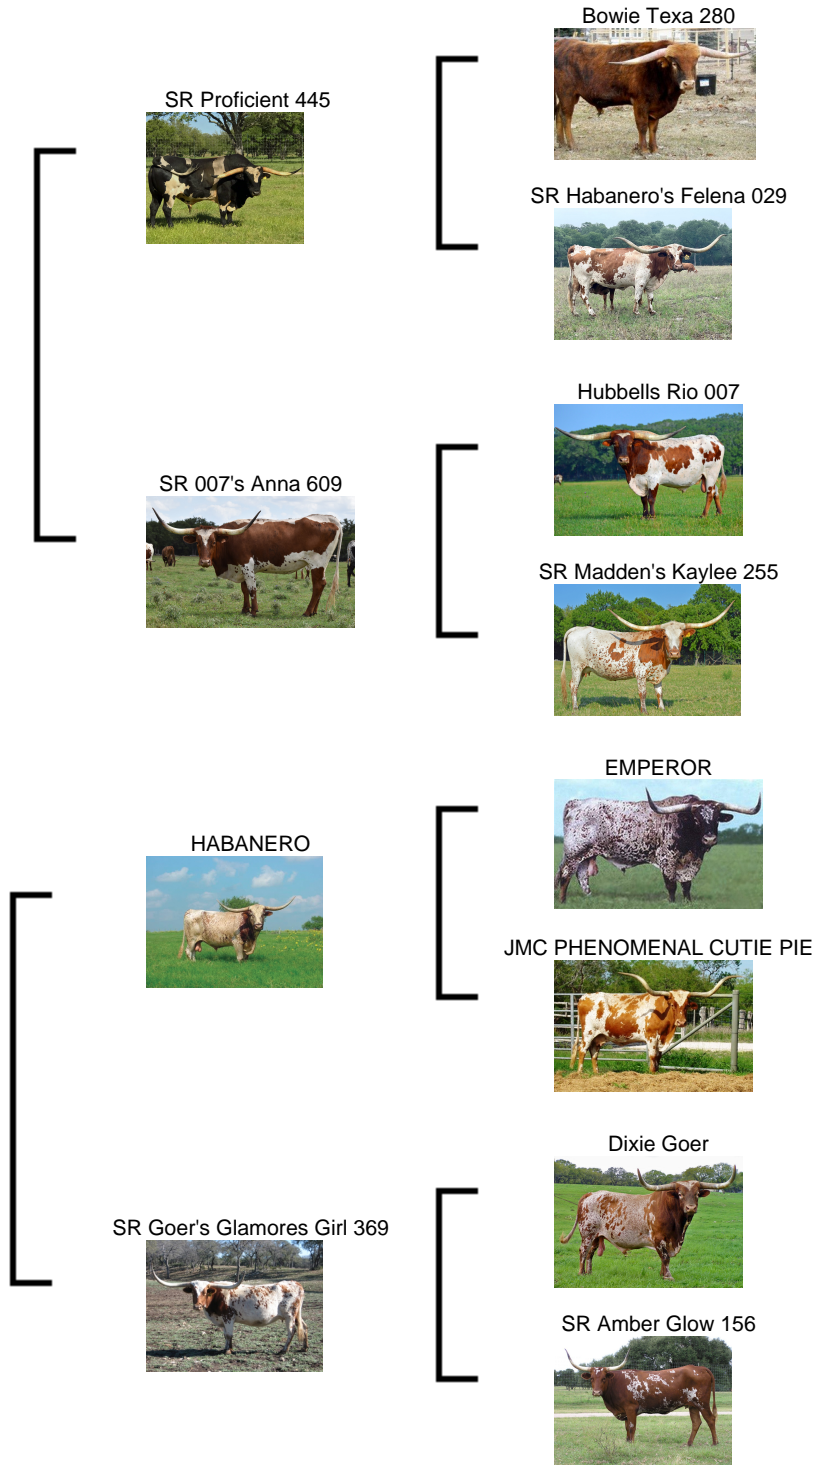 Bowie Texa 280
SR Proficient 445
SR Habanero's Felena 029
Hubbells Rio 007
SR 007's Anna 609
SR Madden's Kaylee 255
EMPEROR
HABANERO
JMC PHENOMENAL CUTIE PIE
Dixie Goer
SR Goer's Glamores Girl 369
SR Amber Glow 156